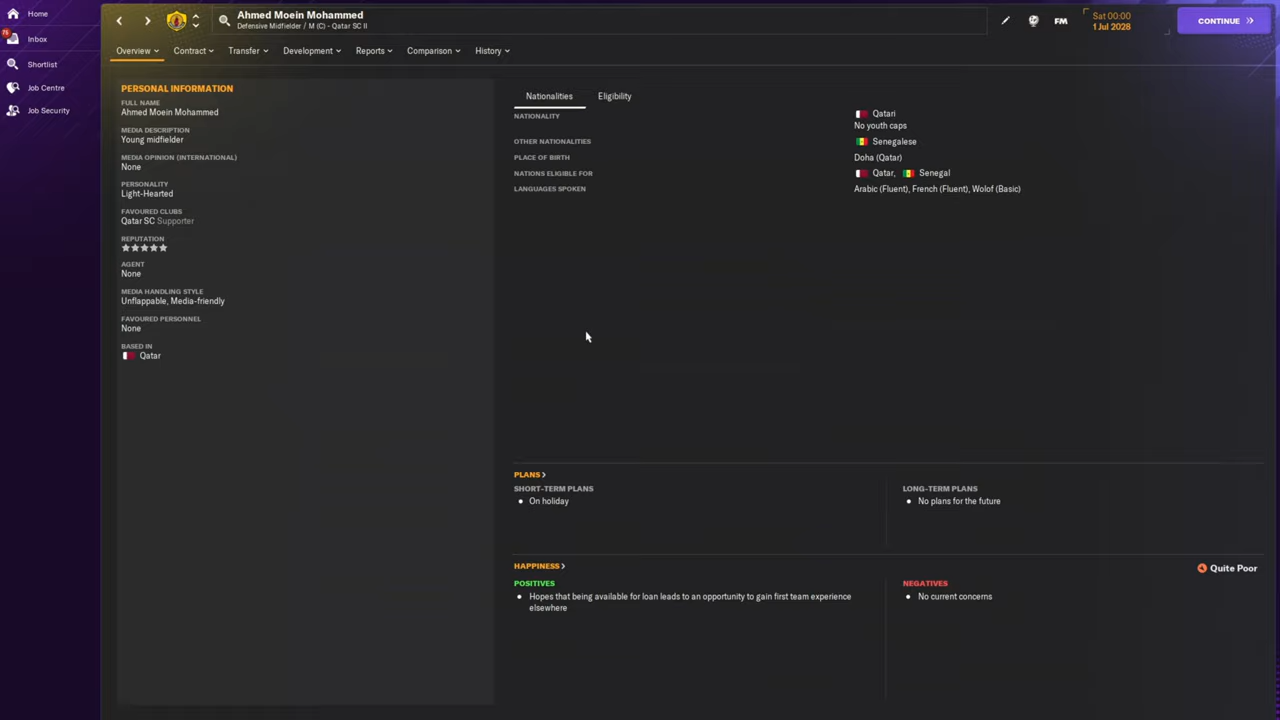 Home
75
Inbox
Shortlist
Job Centre
Job Security
Ahmed Moein Mohammed
Defensive Midfielder / M (C) - Qatar SC II
FM
Sat 00:00
1 Jul 2028
CONTINUE
Overview
Contract
Transfer
Development
Reports
Comparison
History
PERSONAL INFORMATION
FULL NAME
Ahmed Moein Mohammed
MEDIA DESCRIPTION
Young midfielder
MEDIA OPINION (INTERNATIONAL)
None
PERSONALITY
Light-Hearted
FAVOURED CLUBS
Qatar SC Supporter
REPUTATION
AGENT
None
MEDIA HANDLING STYLE
Unflappable, Media-friendly
FAVOURED PERSONNEL
None
BASED IN
Qatar
Nationalities
Eligibility
NATIONALITY
Qatari
No youth caps
OTHER NATIONALITIES
Senegalese
PLACE OF BIRTH
Doha (Qatar)
NATIONS ELIGIBLE FOR
Qatar, Senegal
LANGUAGES SPOKEN
Arabic (Fluent), French (Fluent), Wolof (Basic)
PLANS
SHORT-TERM PLANS
On holiday
LONG-TERM PLANS
No plans for the future
HAPPINESS
Quite Poor
POSITIVES
Hopes that being available for loan leads to an opportunity to gain first team experience
elsewhere
NEGATIVES
No current concerns